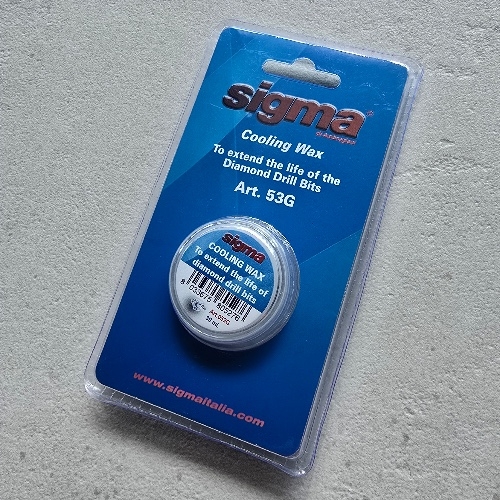 sigma
Cooling Wax
To extend the life of the
Diamond Drill Bits
Art. 53G
sigma
COOLING WAX
To extend the life of
diamond drill bits
Art.053G
www.sigmaitalia.com